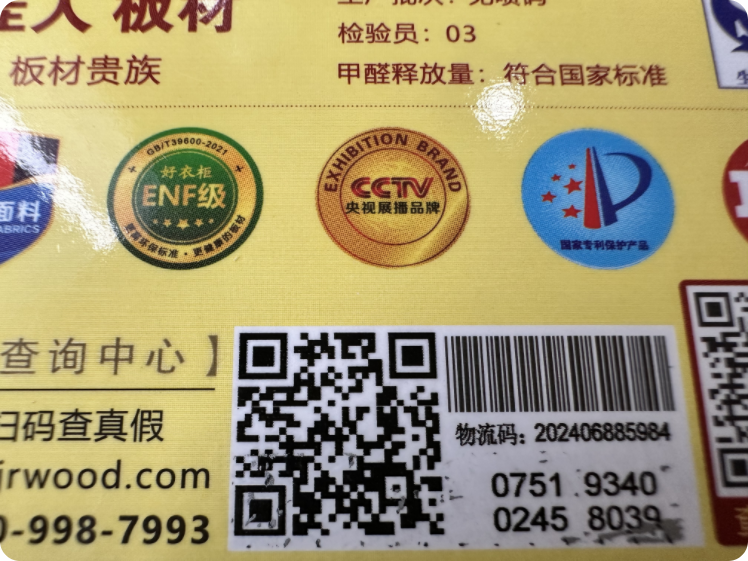 板材
检验员：03
板材贵族
甲醛释放量：符合国家标准
面料
FABRICS
GB/T39600-2021
好衣柜
ENF级
EXHIBITION BRAND
CCTV
央视展播品牌
国家专利保护产品
查询中心】
扫码查真假
jrwood.com
0-998-7993
物流码：202406885984
0751 9340
0245 8039